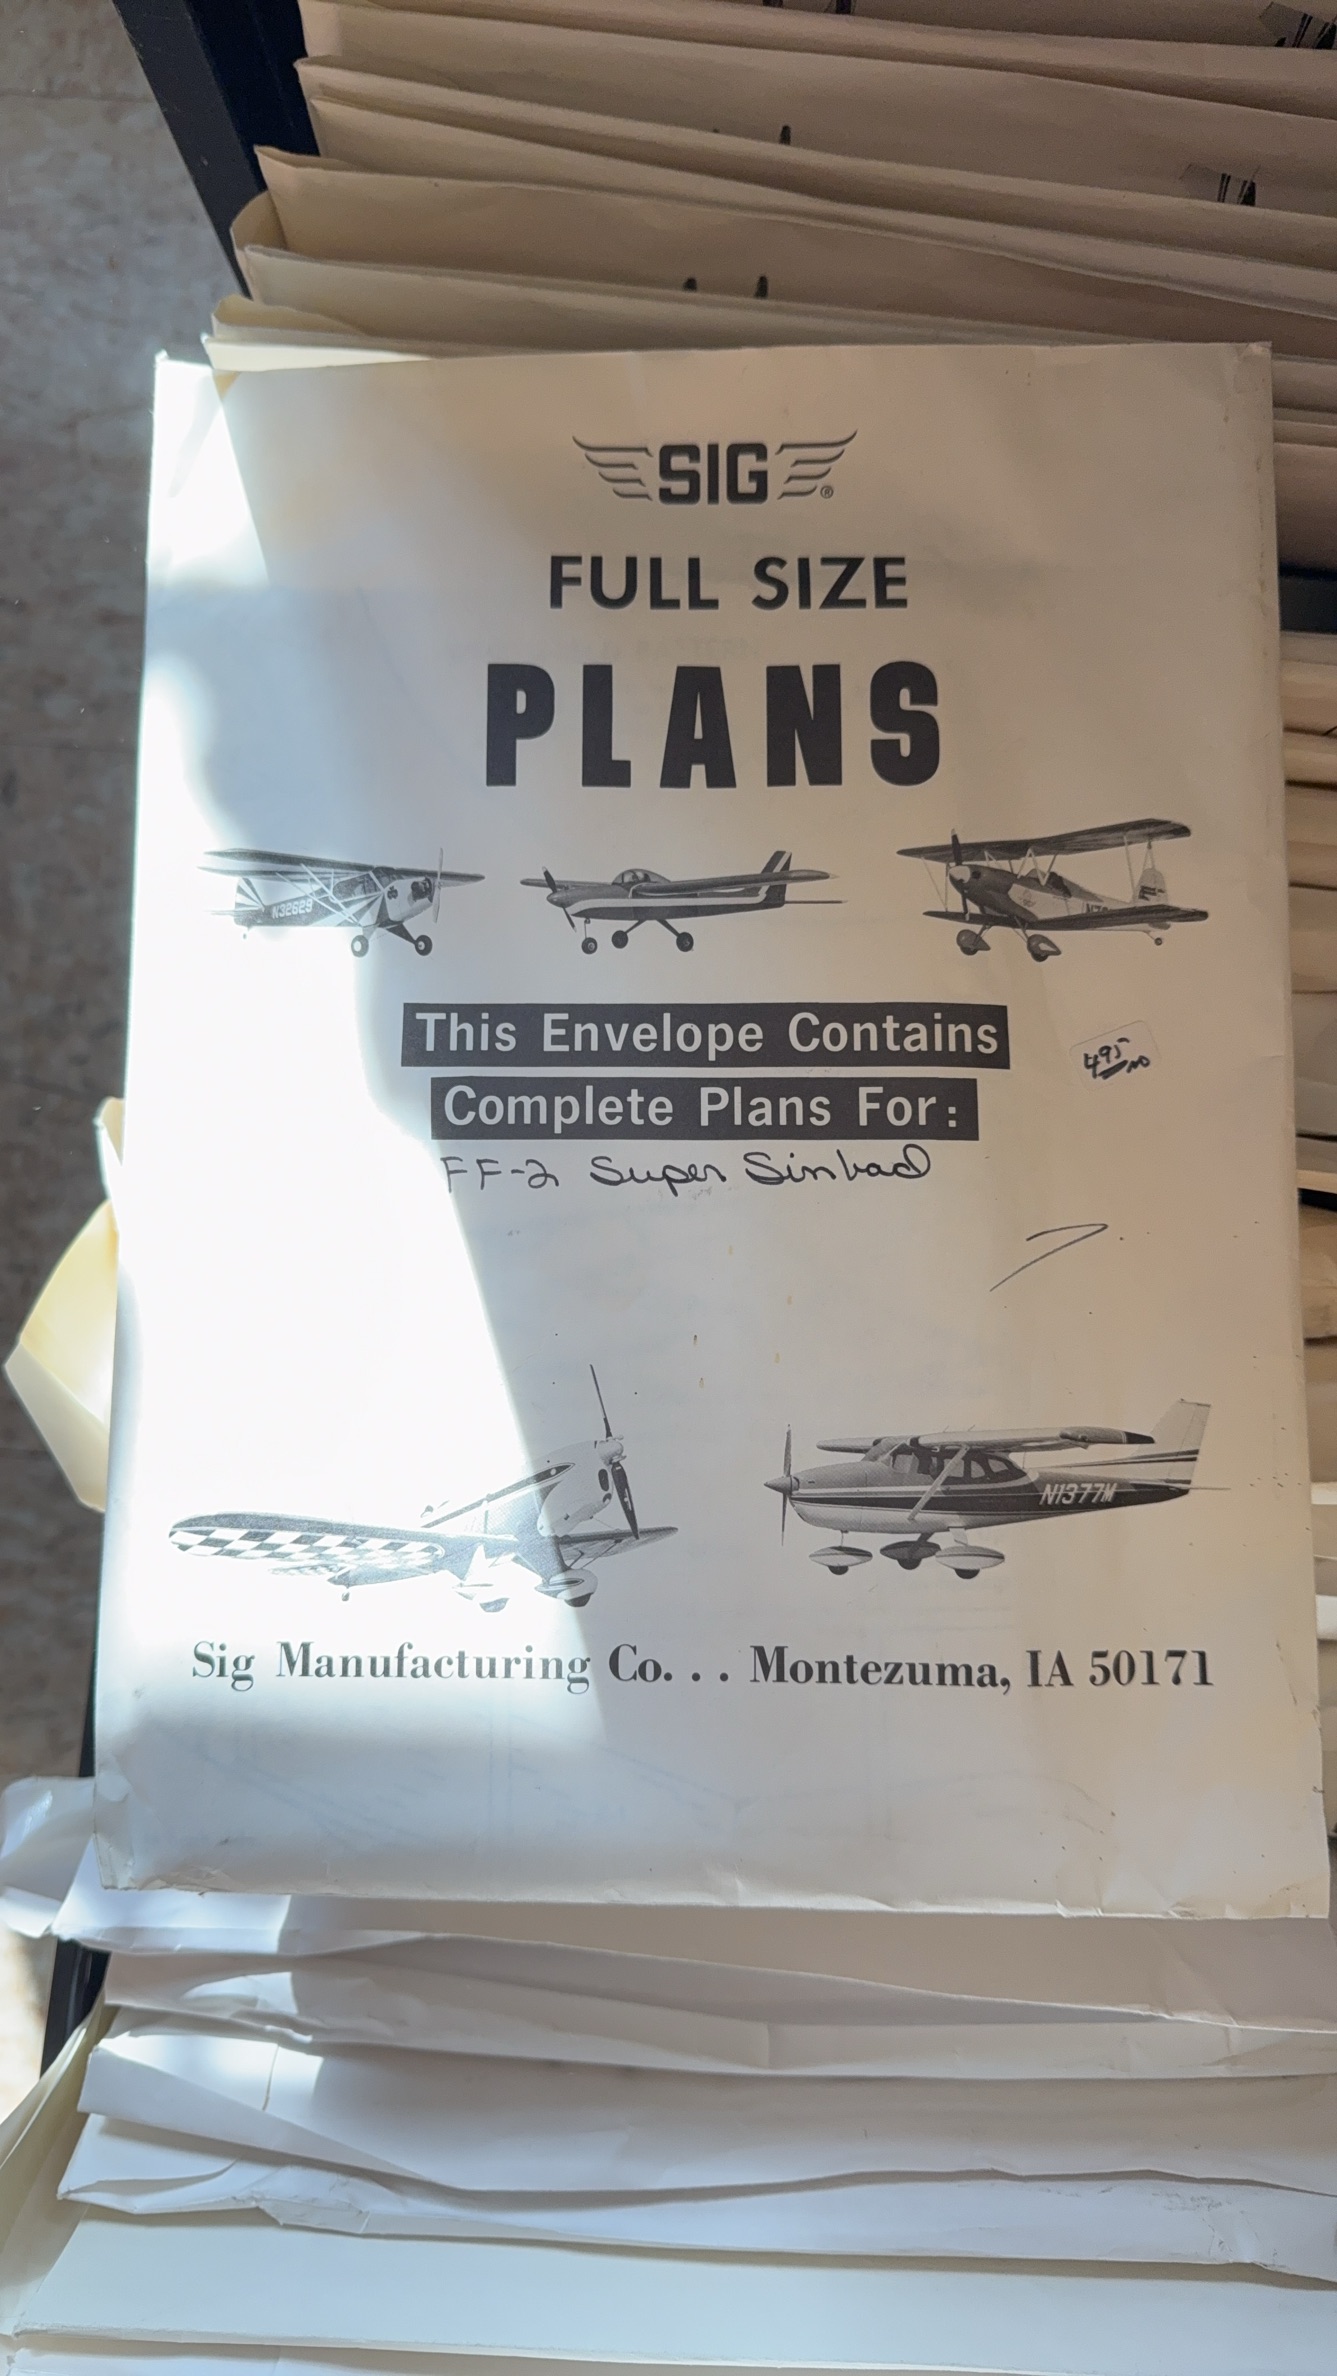 SIG®
FULL SIZE
PLANS
N32629
This Envelope Contains
Complete Plans For:
495
FF-2 Super Sinbad
N1377M
Sig Manufacturing Co. . . Montezuma, IA 50171